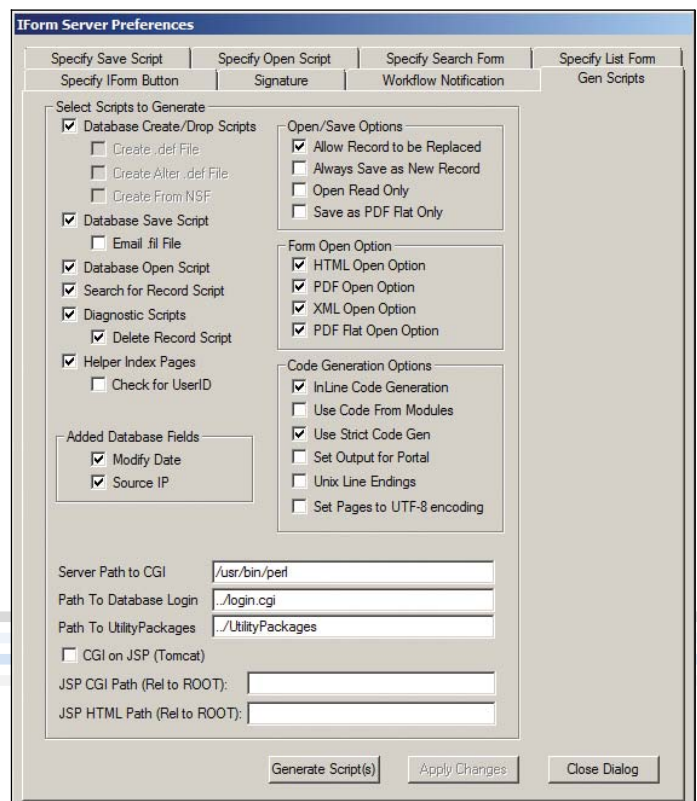 IForm Server Preferences
Specify Save Script
Specify Open Script
Specify Search Form
Specify List Form
Specify IForm Button
Signature
Workflow Notification
Gen Scripts
Select Scripts to Generate
Database Create/Drop Scripts
Create .def File
Create Alter .def File
Create From NSF
Database Save Script
Email .fil File
Database Open Script
Search for Record Script
Diagnostic Scripts
Delete Record Script
Helper Index Pages
Check for UserID
Added Database Fields
Modify Date
Source IP
Open/Save Options
Allow Record to be Replaced
Always Save as New Record
Open Read Only
Save as PDF Flat Only
Form Open Option
HTML Open Option
PDF Open Option
XML Open Option
PDF Flat Open Option
Code Generation Options
InLine Code Generation
Use Code From Modules
Use Strict Code Gen
Set Output for Portal
Unix Line Endings
Set Pages to UTF-8 encoding
Server Path to CGI /usr/bin/perl
Path To Database Login ../login.cgi
Path To UtilityPackages ../UtilityPackages
CGI on JSP (Tomcat)
JSP CGI Path (Rel to ROOT):
JSP HTML Path (Rel to ROOT):
Generate Script(s)
Apply Changes
Close Dialog